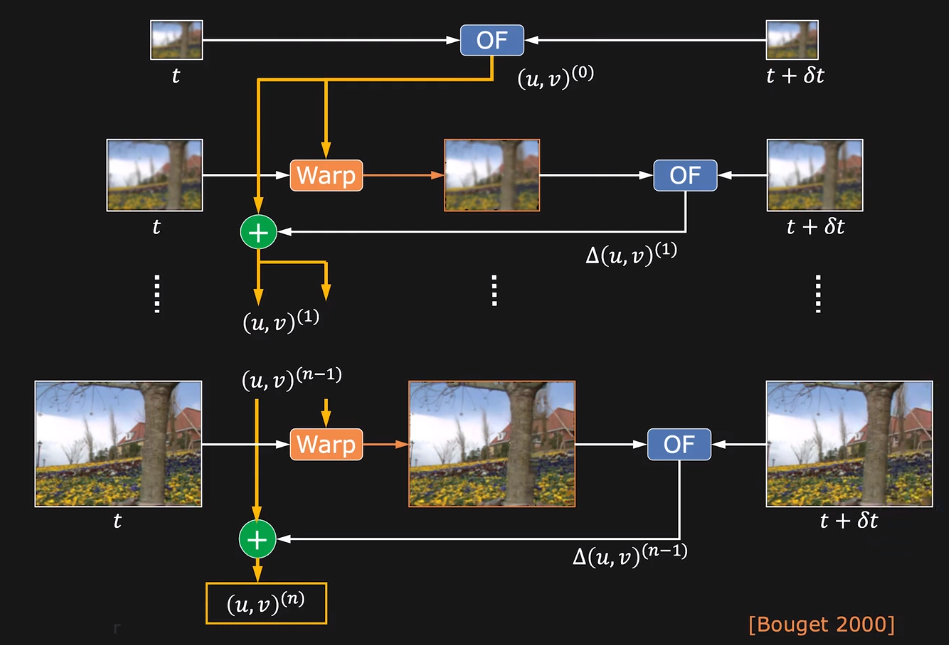 OF
t
(u, v)⁽⁰⁾
t + δt
Warp
OF
t
t + δt
+
Δ(u, v)⁽¹⁾
(u, v)⁽¹⁾
(u, v)⁽ⁿ⁻¹⁾
Warp
OF
t
t + δt
+
Δ(u, v)⁽ⁿ⁻¹⁾
(u, v)⁽ⁿ⁾
[Bouget 2000]